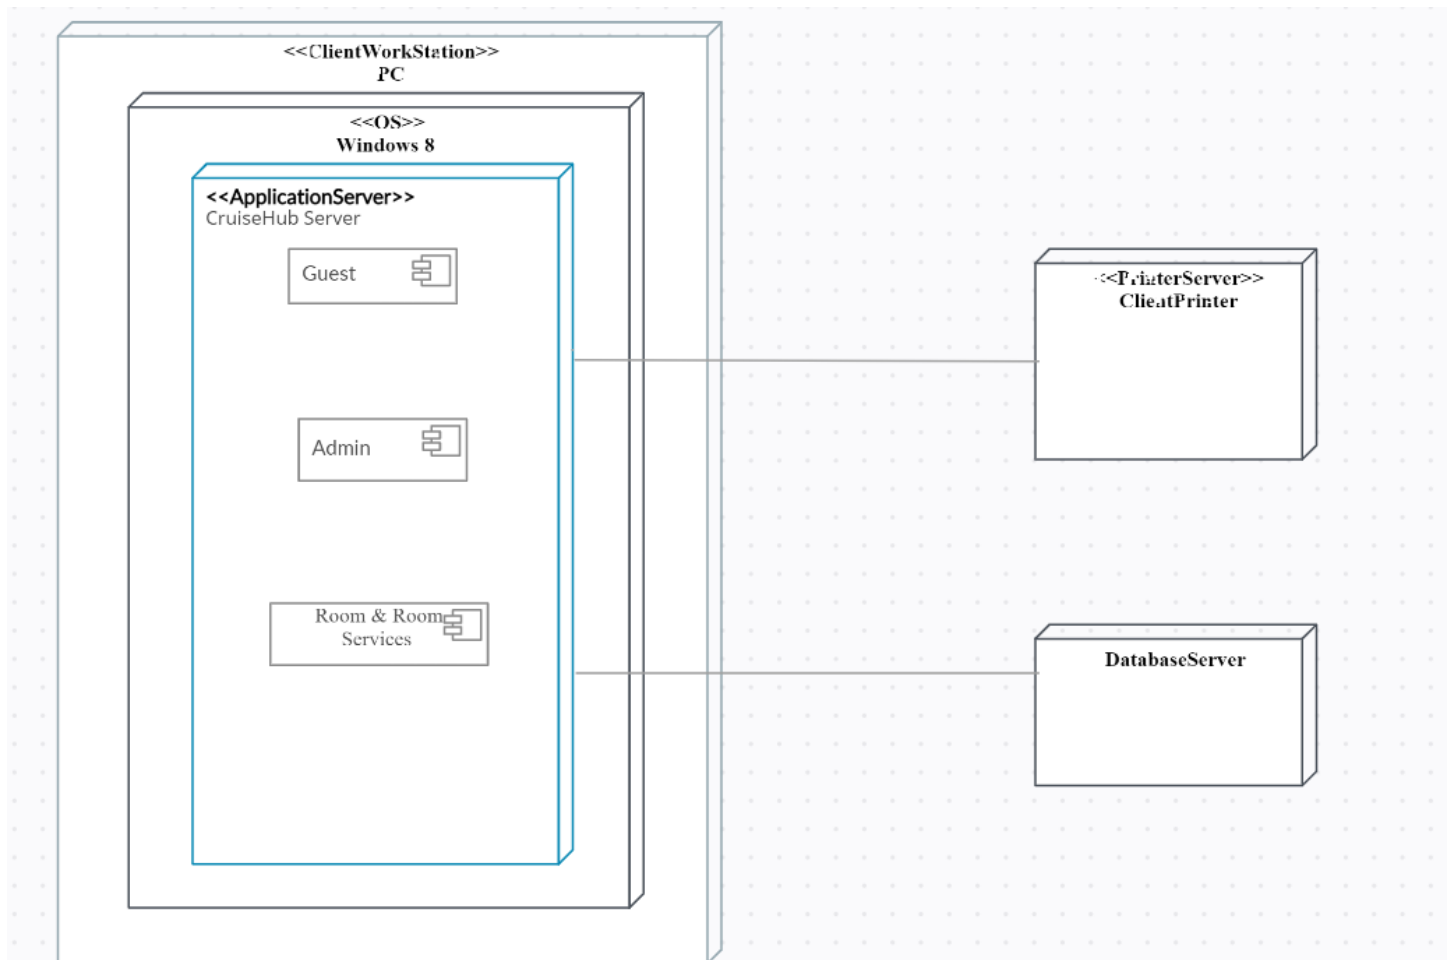 <<ClientWorkStation>>
PC
<<OS>>
Windows 8
<<ApplicationServer>>
CruiseHub Server
Guest
Admin
Room & Room
Services
<<PrinterServer>>
ClientPrinter
DatabaseServer